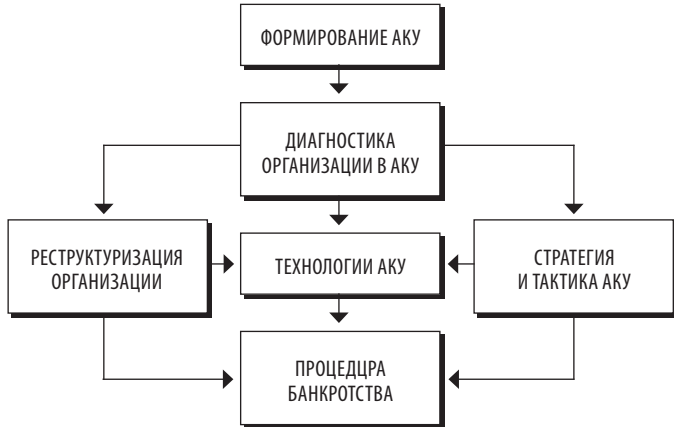 ФОРМИРОВАНИЕ АКУ
ДИАГНОСТИКА
ОРГАНИЗАЦИИ В АКУ
РЕСТРУКТУРИЗАЦИЯ
ОРГАНИЗАЦИИ
ТЕХНОЛОГИИ АКУ
СТРАТЕГИЯ
И ТАКТИКА АКУ
ПРОЦЕДЦРА
БАНКРОТСТВА